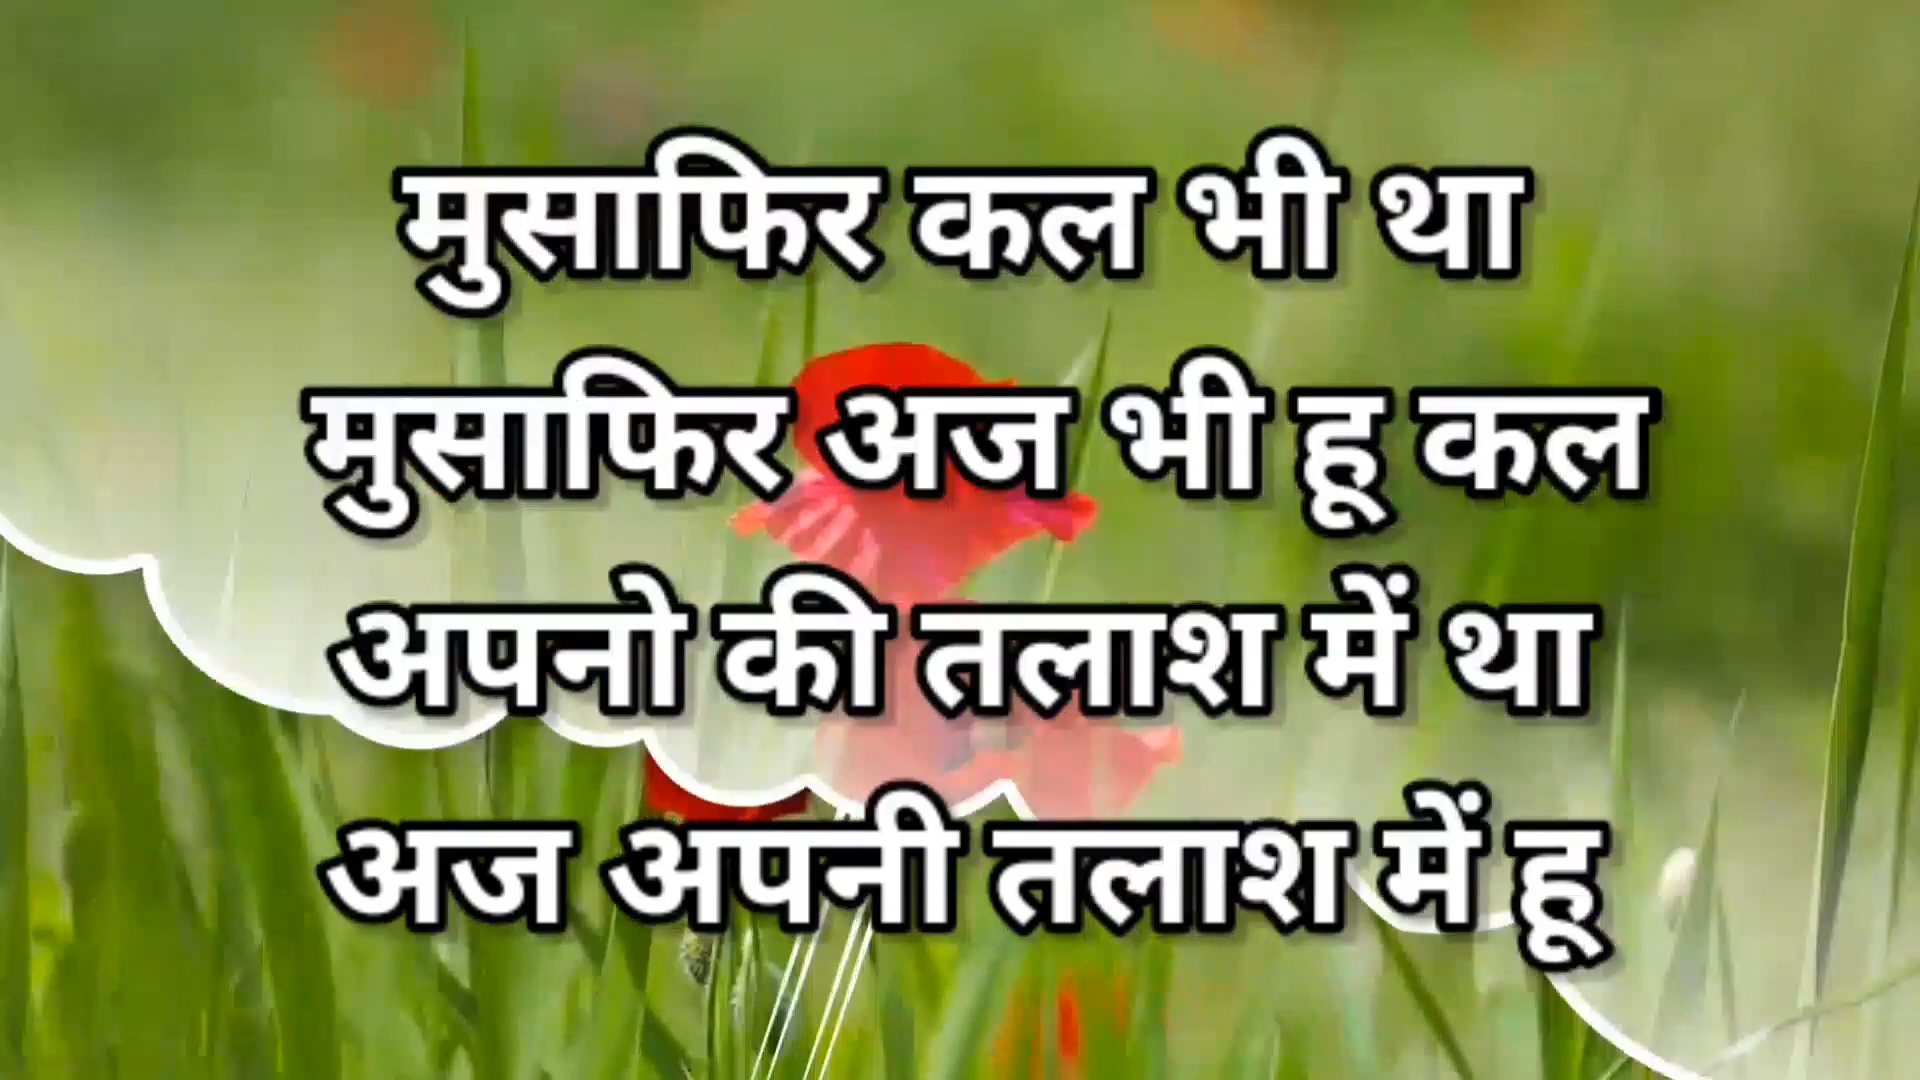 मुसाफिर कल भी था
मुसाफिर अज भी हू कल
अपनो की तलाश में था
अज अपनी तलाश में हू